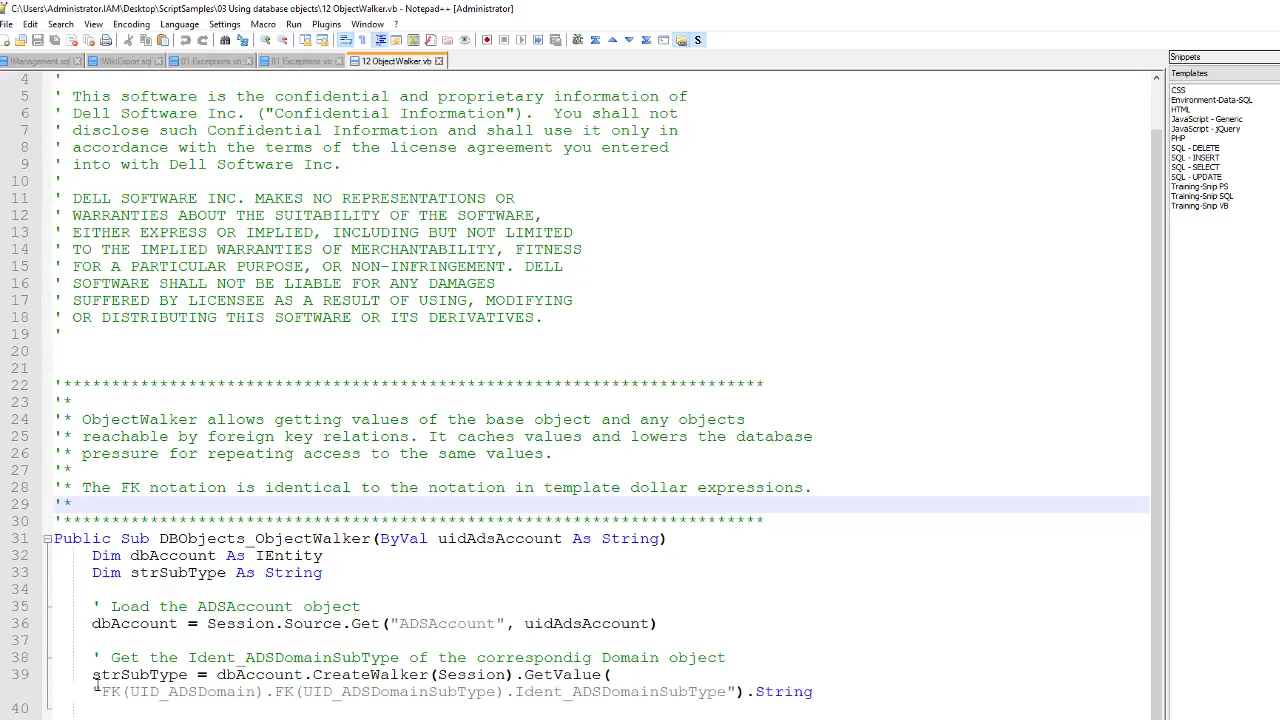 C:\Users\Administrator.IAM\Desktop\ScriptSamples\03 Using database objects\12 ObjectWalker.vb - Notepad++ [Administrator]
File Edit Search View Encoding Language Settings Macro Run Plugins Window ?
!Management.sql !WikiExport.sql 01 Exceptions.vb 01 Exceptions.vb 12 ObjectWalker.vb
Snippets
Templates
CSS
Environment-Data-SQL
HTML
JavaScript - Generic
JavaScript - jQuery
PHP
SQL - DELETE
SQL - INSERT
SQL - SELECT
SQL - UPDATE
Training-Snip PS
Training-Snip SQL
Training-Snip VB
4 '
5 ' This software is the confidential and proprietary information of
6 ' Dell Software Inc. ("Confidential Information").  You shall not
7 ' disclose such Confidential Information and shall use it only in
8 ' accordance with the terms of the license agreement you entered
9 ' into with Dell Software Inc.
10 '
11 ' DELL SOFTWARE INC. MAKES NO REPRESENTATIONS OR
12 ' WARRANTIES ABOUT THE SUITABILITY OF THE SOFTWARE,
13 ' EITHER EXPRESS OR IMPLIED, INCLUDING BUT NOT LIMITED
14 ' TO THE IMPLIED WARRANTIES OF MERCHANTABILITY, FITNESS
15 ' FOR A PARTICULAR PURPOSE, OR NON-INFRINGEMENT. DELL
16 ' SOFTWARE SHALL NOT BE LIABLE FOR ANY DAMAGES
17 ' SUFFERED BY LICENSEE AS A RESULT OF USING, MODIFYING
18 ' OR DISTRIBUTING THIS SOFTWARE OR ITS DERIVATIVES.
19 '
20
21
22 '*************************************************************************
23 '*
24 '* ObjectWalker allows getting values of the base object and any objects
25 '* reachable by foreign key relations. It caches values and lowers the database
26 '* pressure for repeating access to the same values.
27 '*
28 '* The FK notation is identical to the notation in template dollar expressions.
29 '*
30 '*************************************************************************
31 Public Sub DBObjects_ObjectWalker(ByVal uidAdsAccount As String)
32 Dim dbAccount As IEntity
33 Dim strSubType As String
34
35 ' Load the ADSAccount object
36 dbAccount = Session.Source.Get("ADSAccount", uidAdsAccount)
37
38 ' Get the Ident_ADSDomainSubType of the correspondig Domain object
39 strSubType = dbAccount.CreateWalker(Session).GetValue(
"FK(UID_ADSDomain).FK(UID_ADSDomainSubType).Ident_ADSDomainSubType").String
40